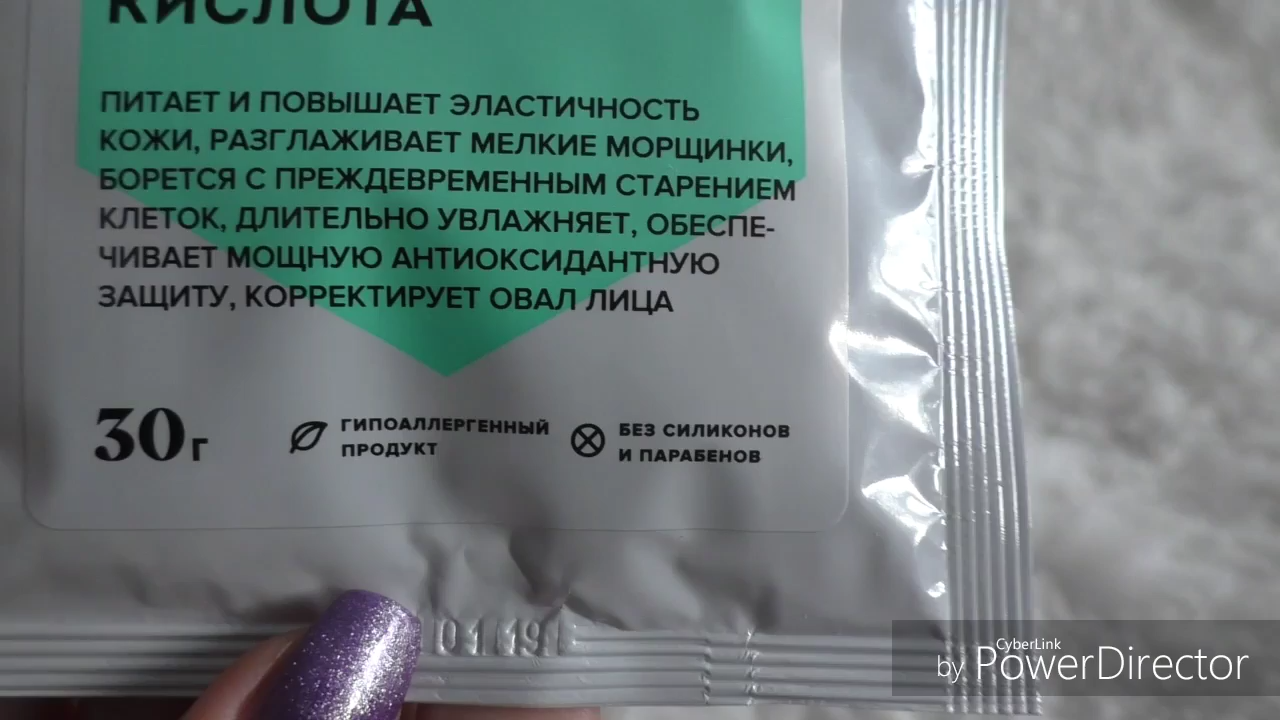 КИСЛОТА
ПИТАЕТ И ПОВЫШАЕТ ЭЛАСТИЧНОСТЬ
КОЖИ, РАЗГЛАЖИВАЕТ МЕЛКИЕ МОРЩИНКИ,
БОРЕТСЯ С ПРЕЖДЕВРЕМЕННЫМ СТАРЕНИЕМ
КЛЕТОК, ДЛИТЕЛЬНО УВЛАЖНЯЕТ, ОБЕСПЕ-
ЧИВАЕТ МОЩНУЮ АНТИОКСИДАНТНУЮ
ЗАЩИТУ, КОРРЕКТИРУЕТ ОВАЛ ЛИЦА
30г
ГИПОАЛЛЕРГЕННЫЙ
ПРОДУКТ
БЕЗ СИЛИКОНОВ
И ПАРАБЕНОВ
01 19
CyberLink
by PowerDirector